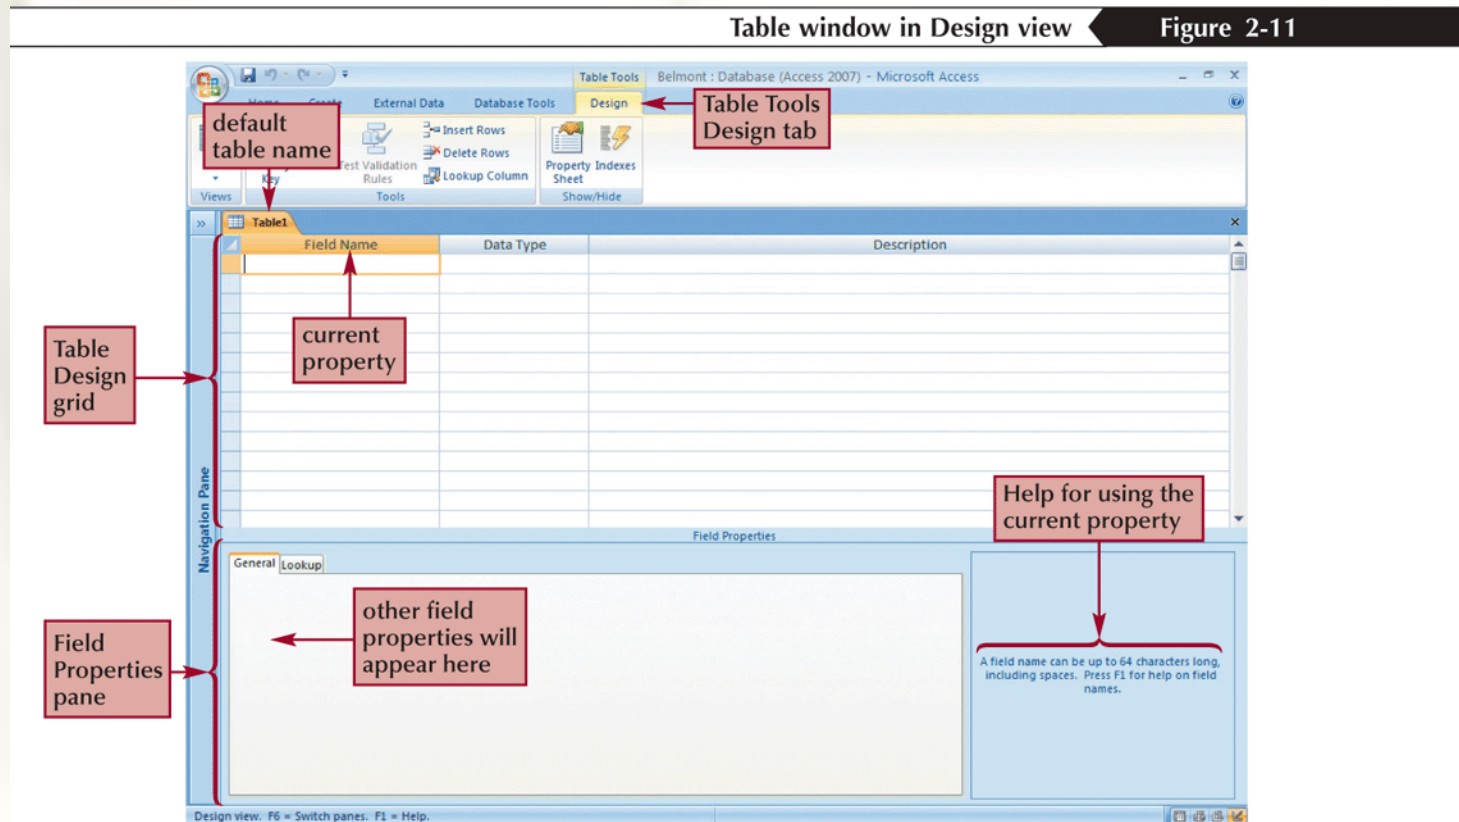 Table window in Design view
Figure 2-11
Table Tools
Belmont : Database (Access 2007) - Microsoft Access
External Data
Database Tools
Design
Table Tools
Design tab
default
table name
Insert Rows
Delete Rows
Lookup Column
Test Validation
Rules
Key
Property
Sheet
Indexes
Views
Tools
Show/Hide
Table1
Field Name
Data Type
Description
current
property
Table
Design
grid
Navigation Pane
Help for using the
current property
Field Properties
General
Lookup
other field
properties will
appear here
Field
Properties
pane
A field name can be up to 64 characters long,
including spaces. Press F1 for help on field
names.
Design view. F6 = Switch panes. F1 = Help.